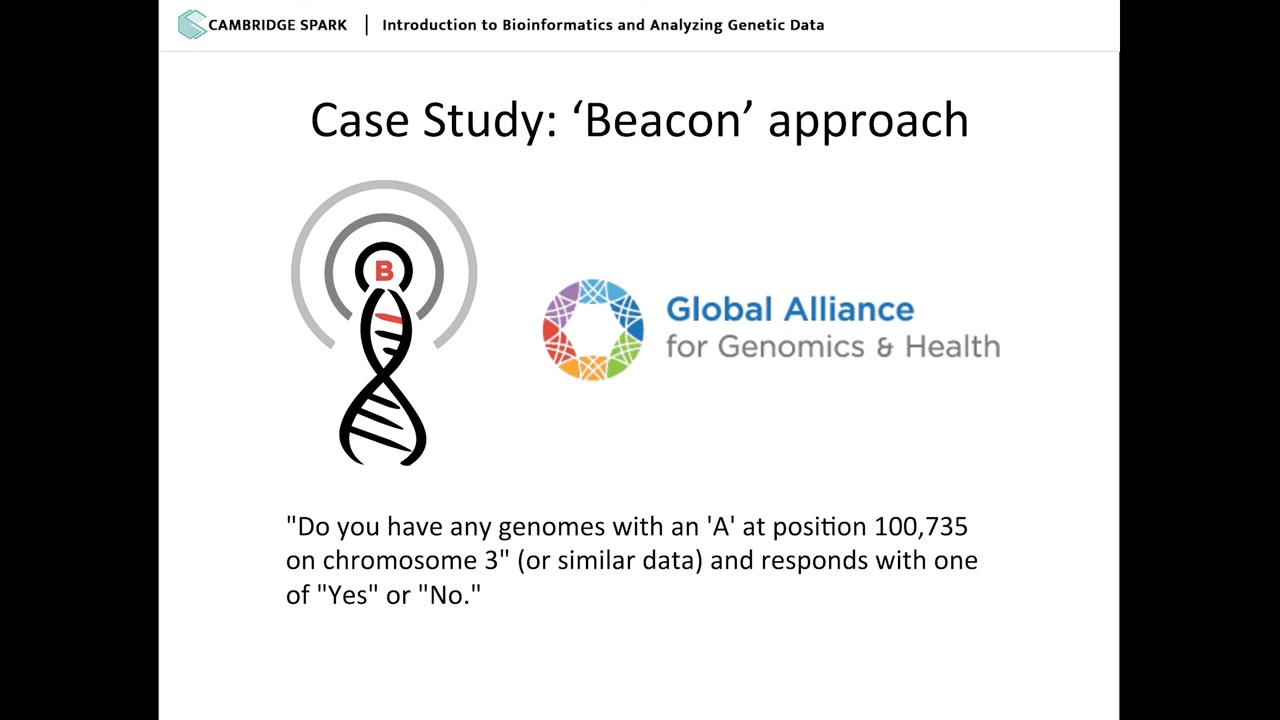 CAMBRIDGE SPARK | Introduction to Bioinformatics and Analyzing Genetic Data
Case Study: ‘Beacon’ approach
B
Global Alliance
for Genomics & Health
"Do you have any genomes with an 'A' at position 100,735
on chromosome 3" (or similar data) and responds with one
of "Yes" or "No."